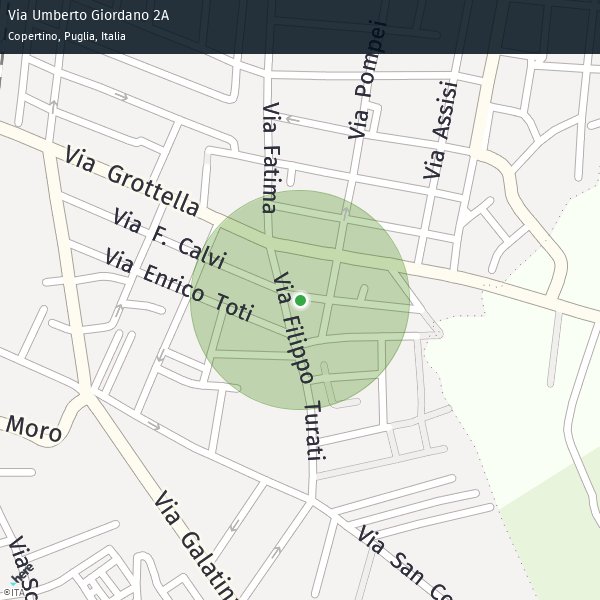 Via Umberto Giordano 2A
Copertino, Puglia, Italia
Via Pompei
Via Assisi
Via Fatima
Via Grottella
Via F. Calvi
Via Enrico Toti
Via Filippo Turati
Moro
Via Galatin
Via San Co
Via Sc
here
©ITA